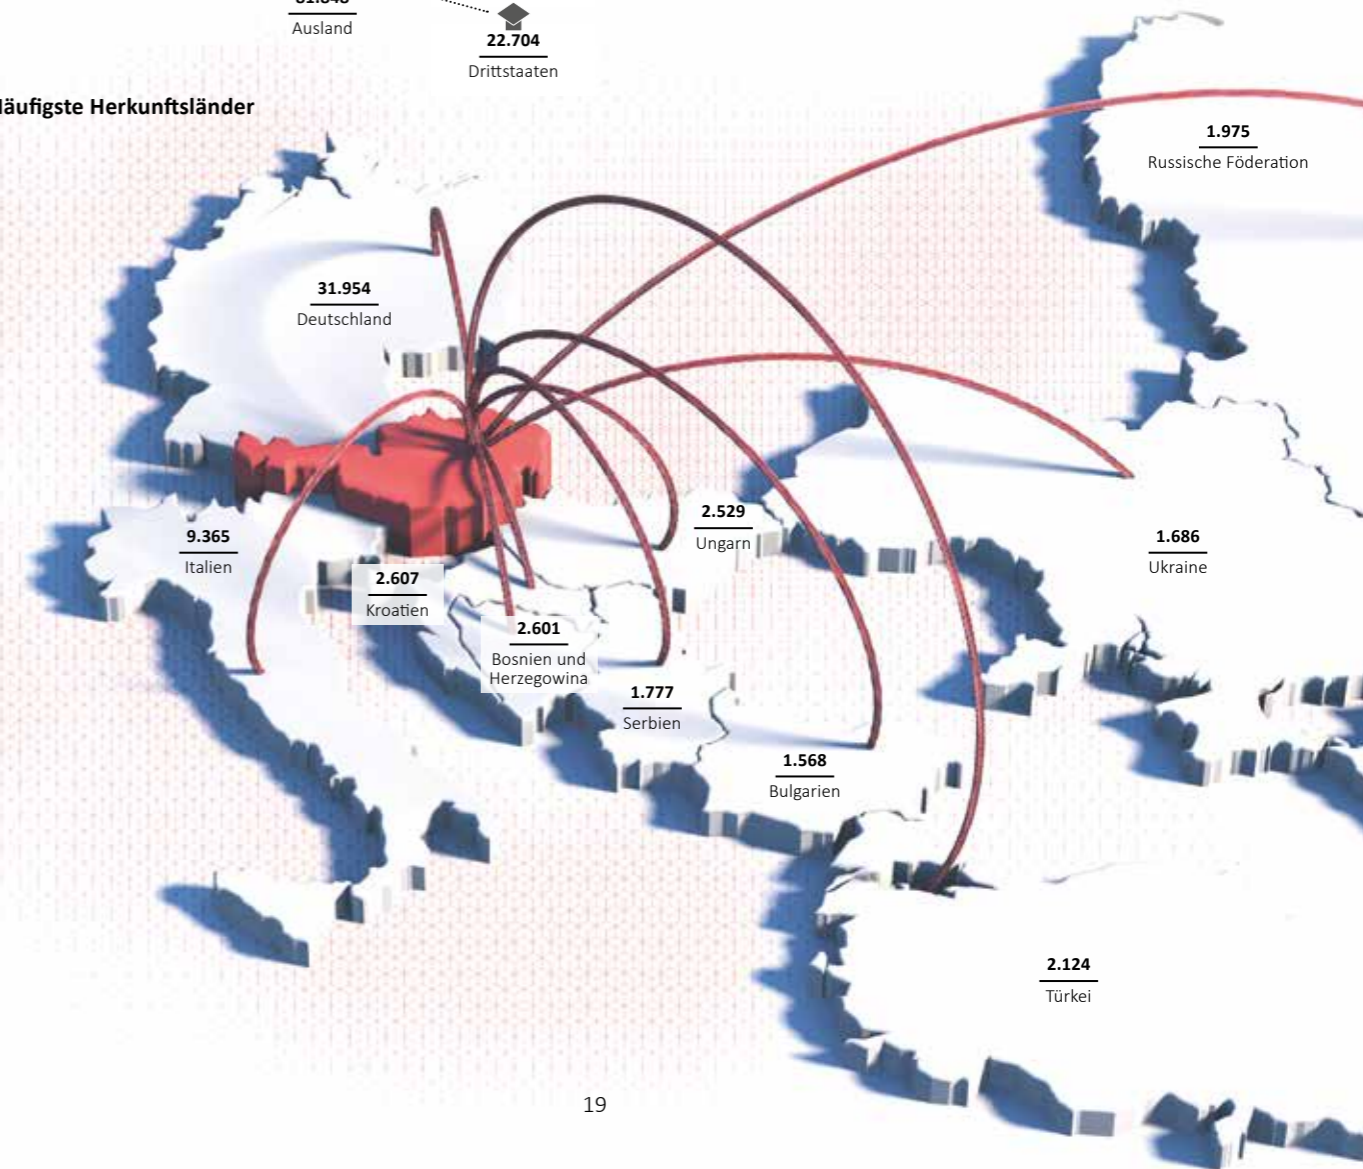 Ausland
22.704
Drittstaaten
Häufigste Herkunftsländer
1.975
Russische Föderation
31.954
Deutschland
9.365
Italien
2.607
Kroatien
2.601
Bosnien und
Herzegowina
2.529
Ungarn
1.686
Ukraine
1.777
Serbien
1.568
Bulgarien
2.124
Türkei
19